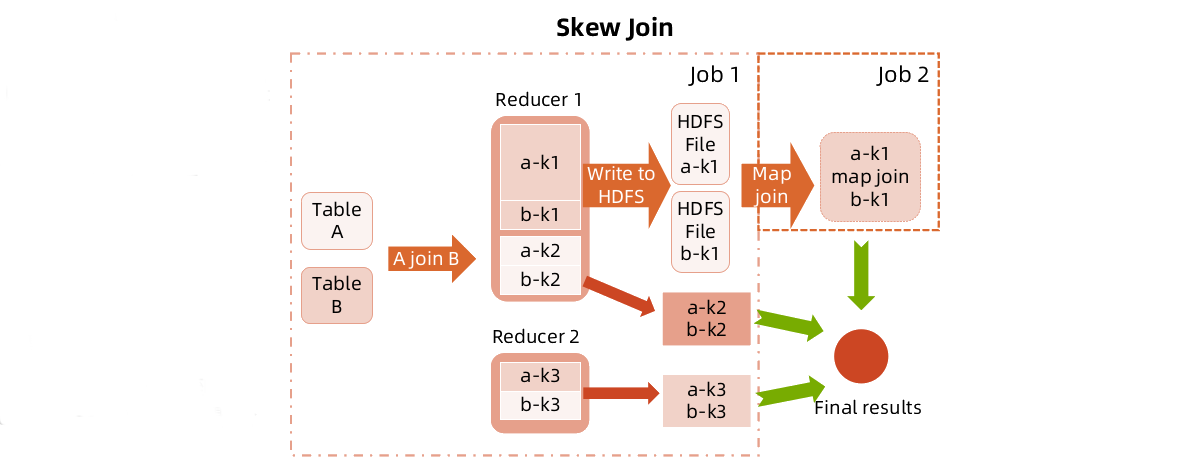 Skew Join
Job 1
Job 2
Reducer 1
a-k1
b-k1
a-k2
b-k2
Table
A
Table
B
A join B
Write to
HDFS
HDFS
File
a-k1
HDFS
File
b-k1
Map
join
a-k1
map join
b-k1
a-k2
b-k2
Reducer 2
a-k3
b-k3
a-k3
b-k3
Final results